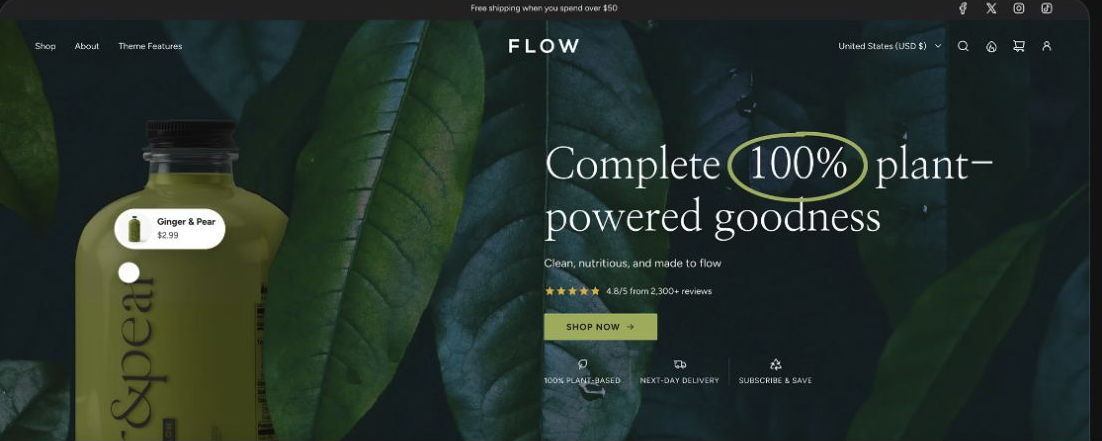 Free shipping when you spend over $50
Shop About Theme Features
FLOW
United States (USD $)
Complete 100% plant–
powered goodness
Clean, nutritious, and made to flow
4.8/5 from 2,300+ reviews
SHOP NOW →
100% PLANT-BASED NEXT-DAY DELIVERY SUBSCRIBE & SAVE
Ginger & Pear
$2.99
r&pear